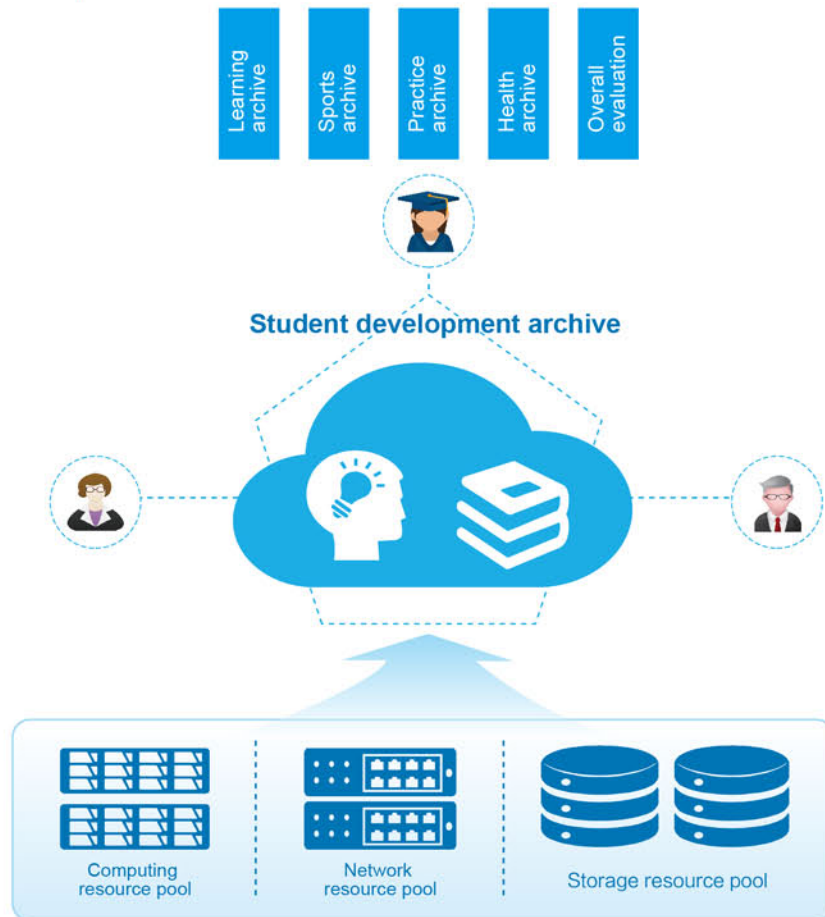 Learning
archive
Sports
archive
Practice
archive
Health
archive
Overall
evaluation
Student development archive
Computing
resource pool
Network
resource pool
Storage resource pool